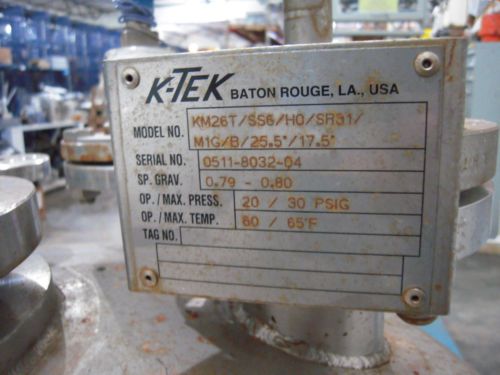 K-TEK BATON ROUGE, LA., USA
MODEL NO. KM26T/SS6/H0/SR31/
M1G/B/25.5"/17.5"
SERIAL NO. 0511-8032-04
SP. GRAV. 0.79 - 0.80
OP./MAX. PRESS. 20 / 30 PSIG
OP./MAX. TEMP. 60 / 65°F
TAG NO.